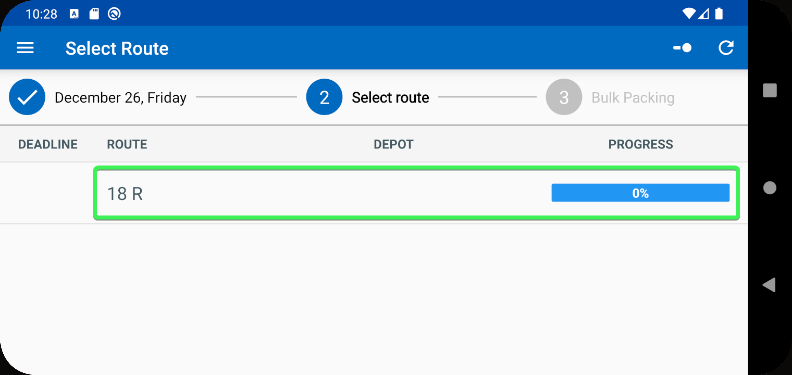 10:28
Select Route
December 26, Friday
2 Select route
3 Bulk Packing
DEADLINE ROUTE DEPOT PROGRESS
18 R 0%